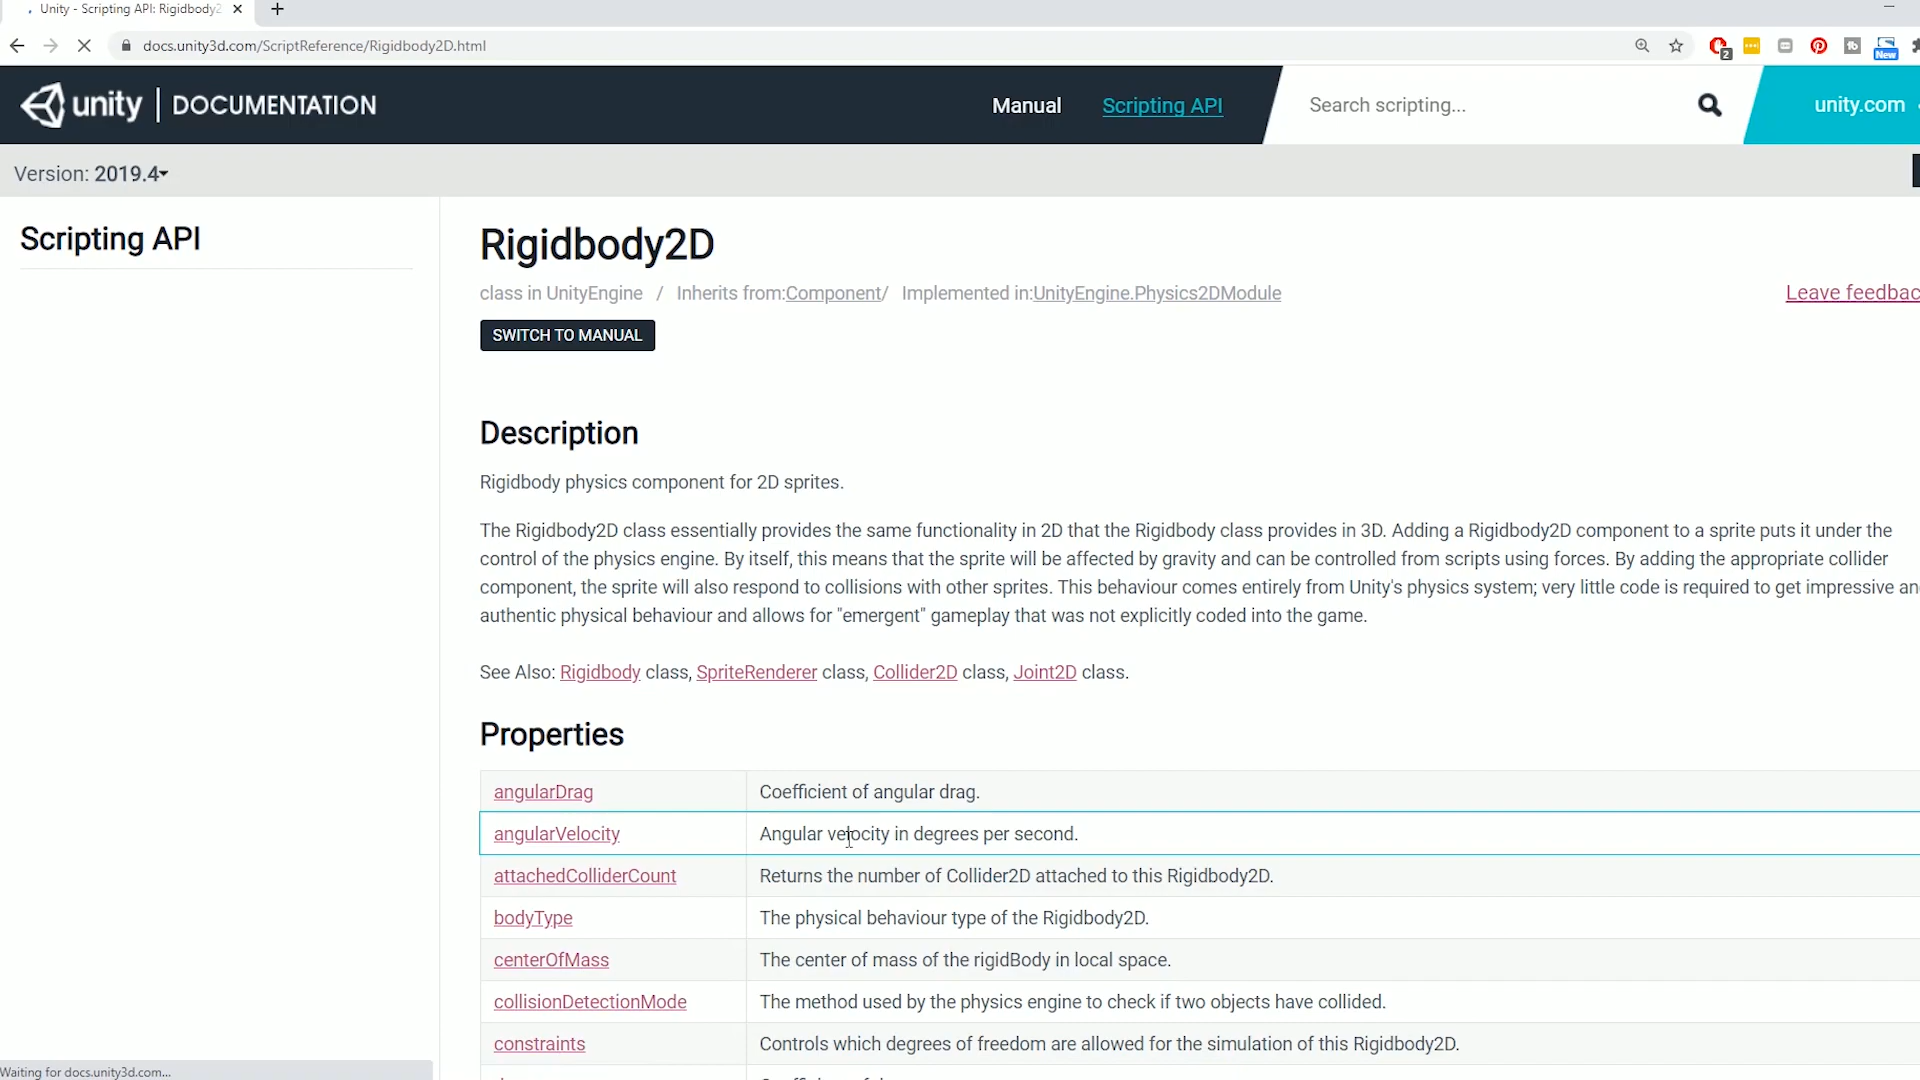 Unity - Scripting API: Rigidbody2
docs.unity3d.com/ScriptReference/Rigidbody2D.html
2
New
unity | DOCUMENTATION
Manual
Scripting API
Search scripting...
unity.com
Version: 2019.4
Scripting API
Rigidbody2D
class in UnityEngine / Inherits from:Component/ Implemented in:UnityEngine.Physics2DModule
Leave feedbac
SWITCH TO MANUAL
Description
Rigidbody physics component for 2D sprites.
The Rigidbody2D class essentially provides the same functionality in 2D that the Rigidbody class provides in 3D. Adding a Rigidbody2D component to a sprite puts it under the
control of the physics engine. By itself, this means that the sprite will be affected by gravity and can be controlled from scripts using forces. By adding the appropriate collider
component, the sprite will also respond to collisions with other sprites. This behaviour comes entirely from Unity's physics system; very little code is required to get impressive an
authentic physical behaviour and allows for "emergent" gameplay that was not explicitly coded into the game.
See Also: Rigidbody class, SpriteRenderer class, Collider2D class, Joint2D class.
Properties
angularDrag Coefficient of angular drag.
angularVelocity Angular velocity in degrees per second.
attachedColliderCount Returns the number of Collider2D attached to this Rigidbody2D.
bodyType The physical behaviour type of the Rigidbody2D.
centerOfMass The center of mass of the rigidBody in local space.
collisionDetectionMode The method used by the physics engine to check if two objects have collided.
constraints Controls which degrees of freedom are allowed for the simulation of this Rigidbody2D.
Waiting for docs.unity3d.com...